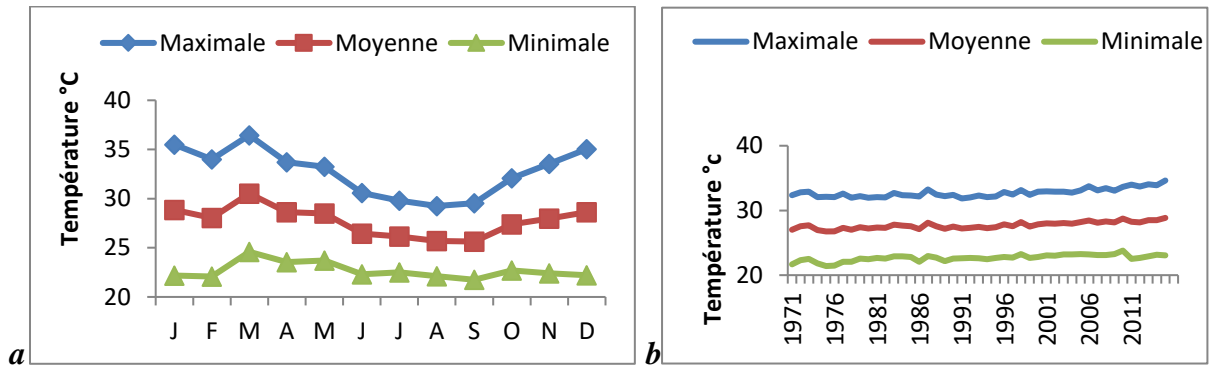 Maximale Moyenne Minimale
Température °C
40
35
30
25
20
J F M A M J J A S O N D
a
Maximale Moyenne Minimale
Température °c
40
30
20
1971 1976 1981 1986 1991 1996 2001 2006 2011
b